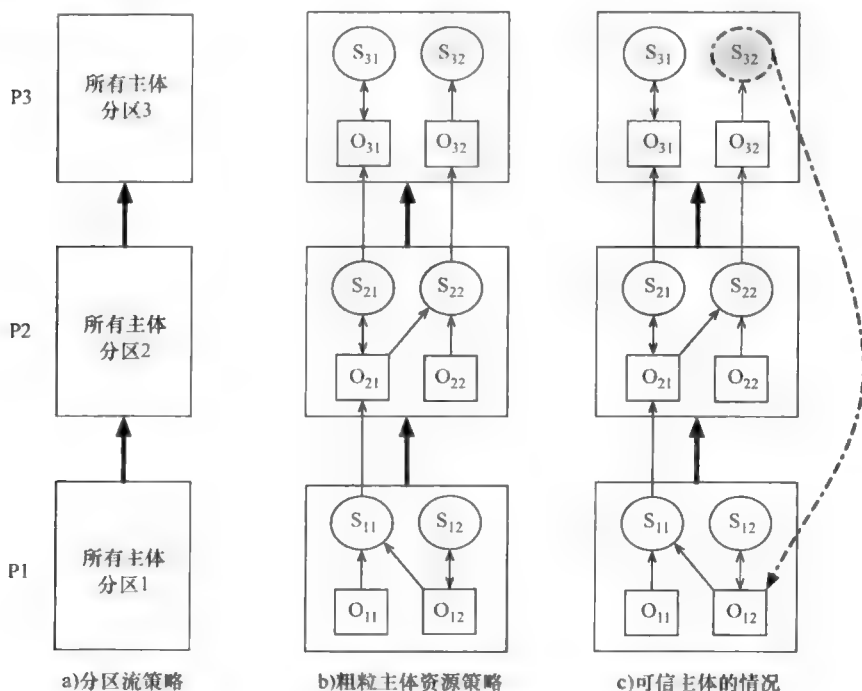 P3
所有主体
分区3
S₃₁
S₃₂
O₃₁
O₃₂
S₃₁
S₃₂
O₃₁
O₃₂
P2
所有主体
分区2
S₂₁
S₂₂
O₂₁
O₂₂
S₂₁
S₂₂
O₂₁
O₂₂
P1
所有主体
分区1
S₁₁
S₁₂
O₁₁
O₁₂
S₁₁
S₁₂
O₁₁
O₁₂
a)分区流策略
b)粗粒主体资源策略
c)可信主体的情况